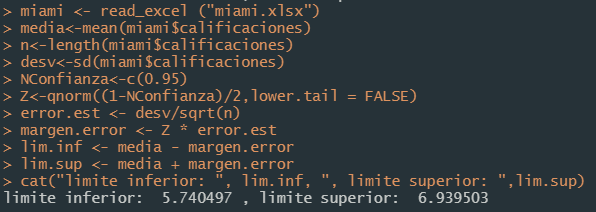 > miami <- read_excel ("miami.xlsx")
> media<-mean(miami$calificaciones)
> n<-length(miami$calificaciones)
> desv<-sd(miami$calificaciones)
> NConfianza<-c(0.95)
> Z<-qnorm((1-NConfianza)/2,lower.tail = FALSE)
> error.est <- desv/sqrt(n)
> margen.error <- Z * error.est
> lim.inf <- media - margen.error
> lim.sup <- media + margen.error
> cat("limite inferior: ", lim.inf, ", limite superior: ",lim.sup)
limite inferior:  5.740497 , limite superior:  6.939503